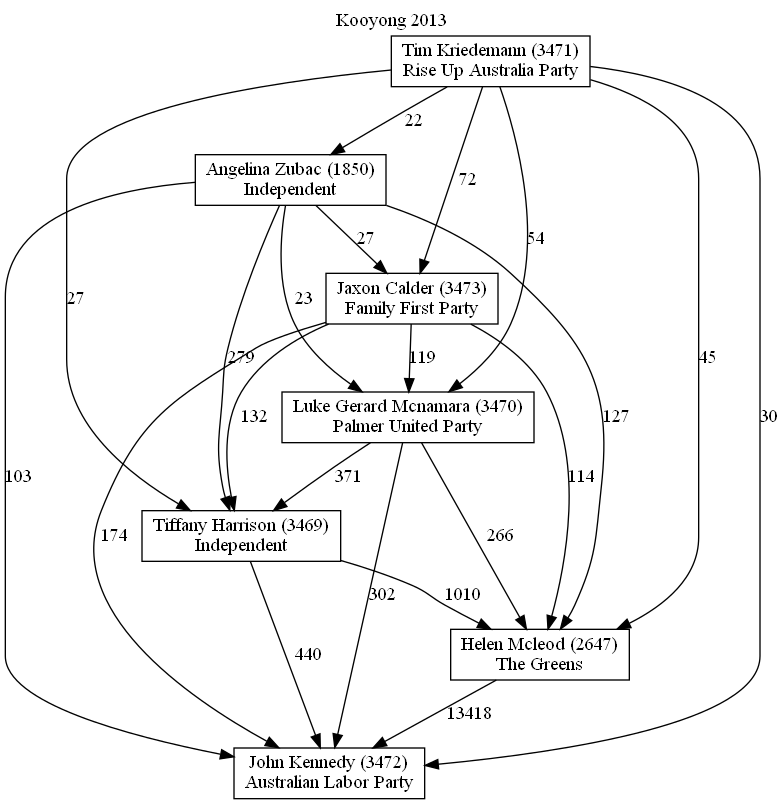 Kooyong 2013
Tim Kriedemann (3471)
Rise Up Australia Party
22
Angelina Zubac (1850)
Independent
72
54
27
Jaxon Calder (3473)
Family First Party
27
23
279
119
45
132
127
30
Luke Gerard Mcnamara (3470)
Palmer United Party
103
371
114
174
Tiffany Harrison (3469)
Independent
266
302
1010
440
Helen Mcleod (2647)
The Greens
13418
John Kennedy (3472)
Australian Labor Party